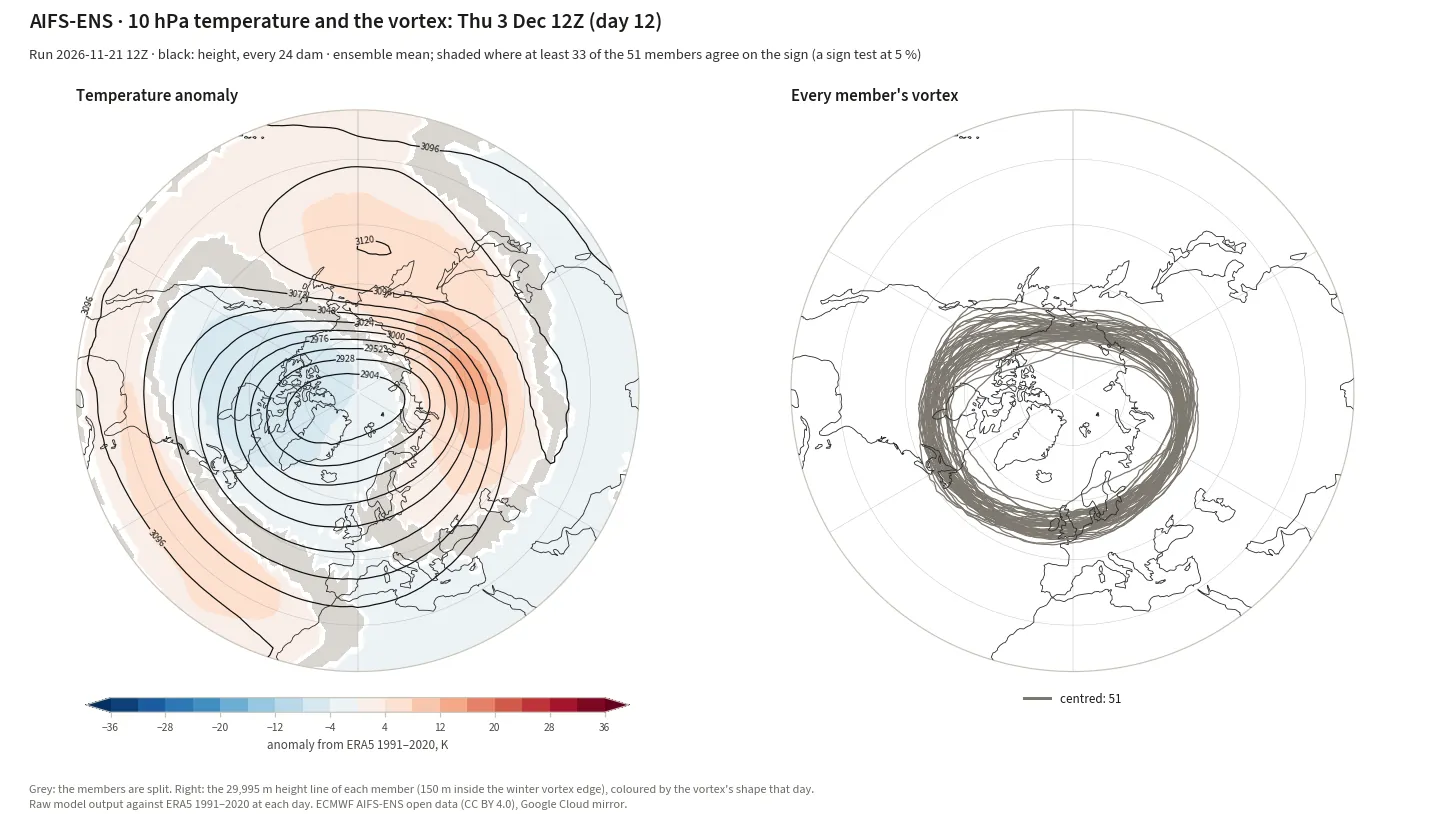 AIFS-ENS · 10 hPa temperature and the vortex: Thu 3 Dec 12Z (day 12)
Run 2026-11-21 12Z · black: height, every 24 dam · ensemble mean; shaded where at least 33 of the 51 members agree on the sign (a sign test at 5 %)
Temperature anomaly
Every member's vortex
3096
3120
3096
3072
3048
3024
3000
2976
2952
2928
2904
3096
3096
centred: 51
−36 −28 −20 −12 −4 4 12 20 28 36
anomaly from ERA5 1991–2020, K
Grey: the members are split. Right: the 29,995 m height line of each member (150 m inside the winter vortex edge), coloured by the vortex's shape that day.
Raw model output against ERA5 1991–2020 at each day. ECMWF AIFS-ENS open data (CC BY 4.0), Google Cloud mirror.